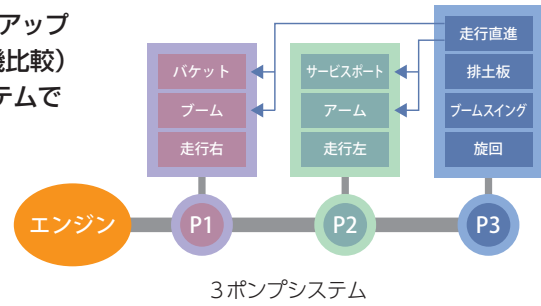 アップ
比較）
テムで
バケット
ブーム
走行右
サービスポート
アーム
走行左
走行直進
排土板
ブームスイング
旋回
エンジン
P1
P2
P3
3ポンプシステム